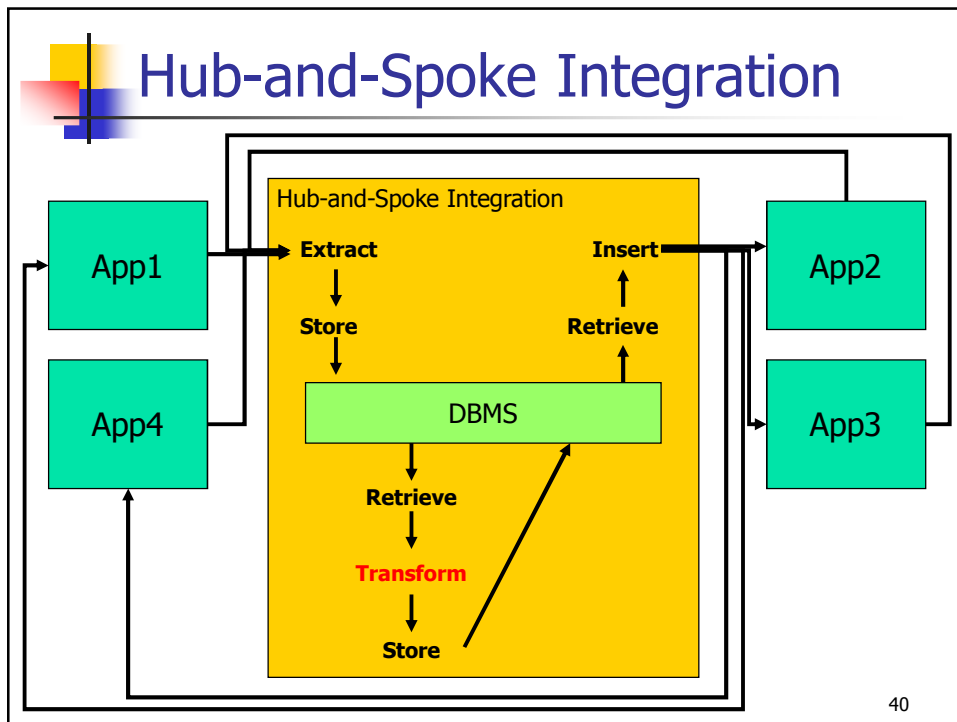 Hub-and-Spoke Integration
Hub-and-Spoke Integration
Extract
Insert
App1
App2
Store
Retrieve
App4
DBMS
App3
Retrieve
Transform
Store
40